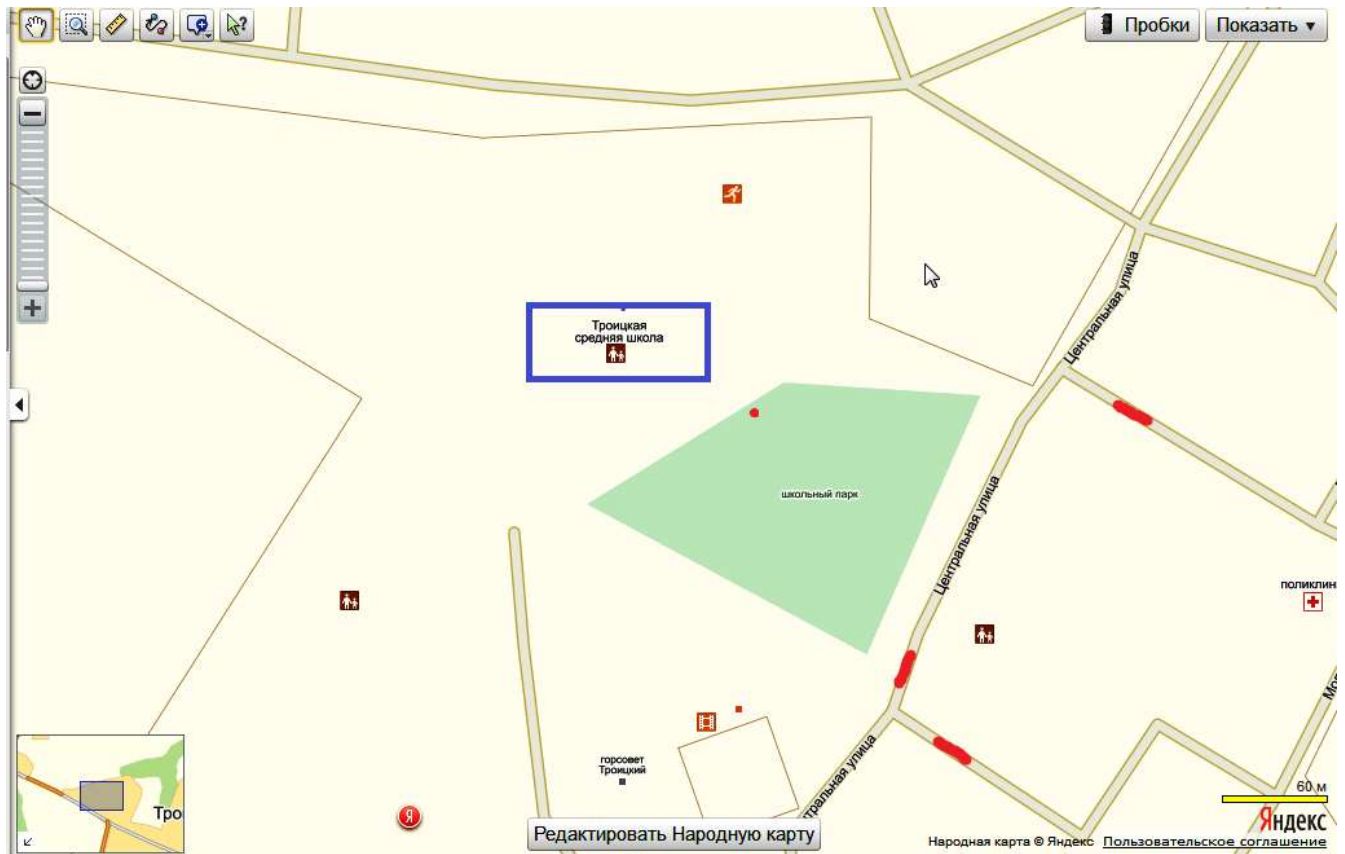 Пробки
Показать
Центральная улица
Троицкая
средняя школа
школьный парк
Центральная улица
поликлин
горсовет
Троицкий
тральная улица
60 м
Тро
Я
Редактировать Народную карту
Яндекс
Народная карта © Яндекс Пользовательское соглашение